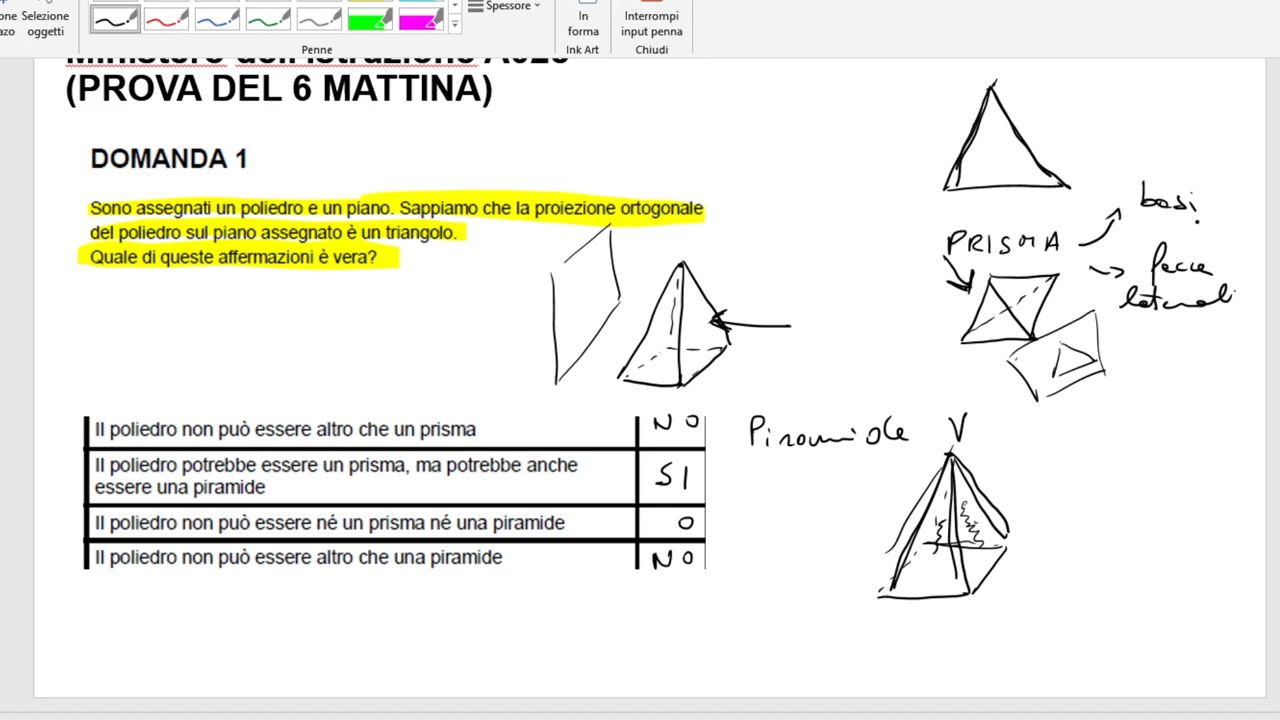 Selezione
oggetti
Spessore
In
forma
Interrompi
input penna
Penne
Ink Art
Chiudi
(PROVA DEL 6 MATTINA)
DOMANDA 1
Sono assegnati un poliedro e un piano. Sappiamo che la proiezione ortogonale
del poliedro sul piano assegnato è un triangolo.
Quale di queste affermazioni è vera?
basi
PRISMA
facce
laterali
Il poliedro non può essere altro che un prisma
NO
Il poliedro potrebbe essere un prisma, ma potrebbe anche
essere una piramide
SI
Il poliedro non può essere né un prisma né una piramide
O
Il poliedro non può essere altro che una piramide
NO
Piramide
V